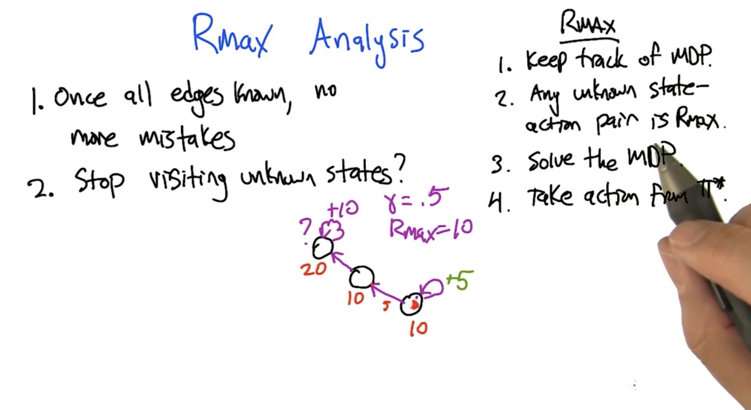 Rmax Analysis
1. Once all edges known, no
more mistakes
2. Stop visiting unknown states?
RMAX
1. Keep track of MDP.
2. Any unknown state-
action pair is Rmax.
3. Solve the MDP.
4. Take action from π*.
+10
γ = .5
?
Rmax=10
20
10
5
+5
10